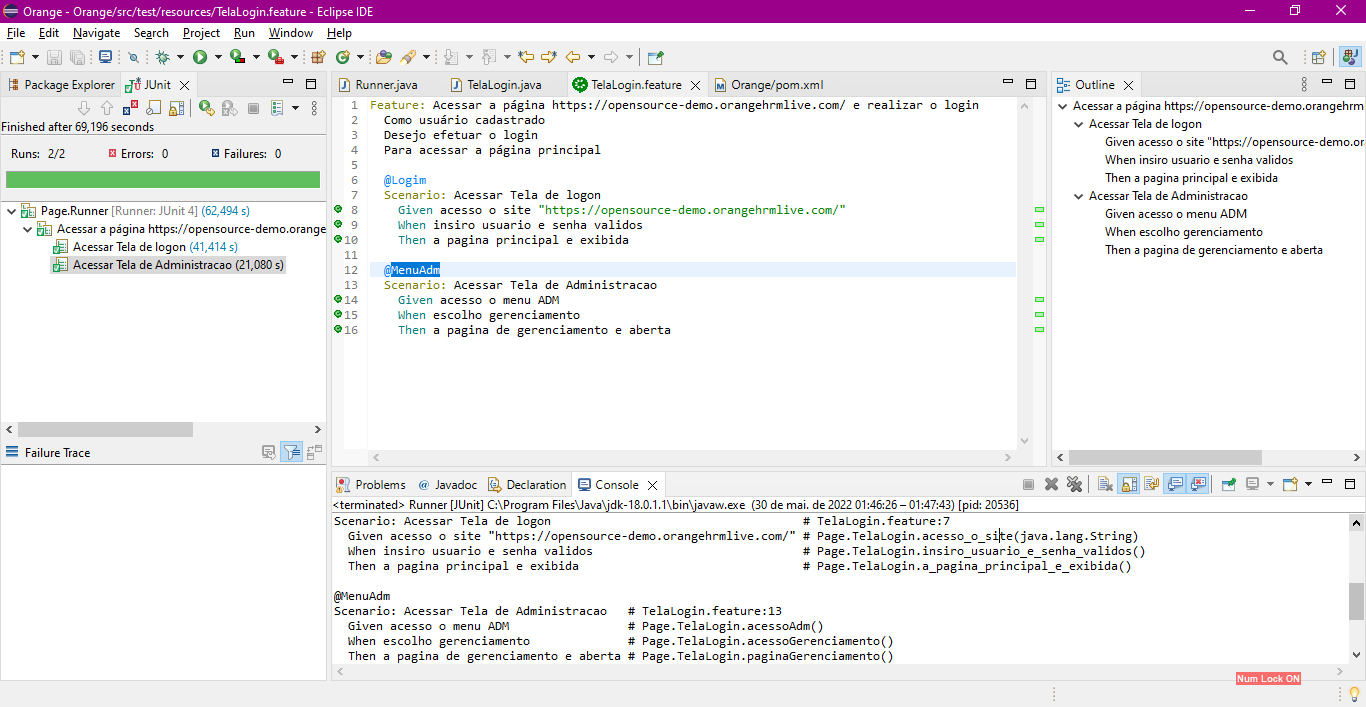 Orange - Orange/src/test/resources/TelaLogin.feature - Eclipse IDE
File Edit Navigate Search Project Run Window Help
Package Explorer JUnit
Finished after 69,196 seconds
Runs: 2/2 Errors: 0 Failures: 0
Page.Runner [Runner: JUnit 4] (62,494 s)
Acessar a página https://opensource-demo.orange
Acessar Tela de logon (41,414 s)
Acessar Tela de Administracao (21,080 s)
Failure Trace
Runner.java TelaLogin.java TelaLogin.feature Orange/pom.xml
1 Feature: Acessar a página https://opensource-demo.orangehrmlive.com/ e realizar o login
2 Como usuário cadastrado
3 Desejo efetuar o login
4 Para acessar a página principal
5
6 @Logim
7 Scenario: Acessar Tela de logon
8 Given acesso o site "https://opensource-demo.orangehrmlive.com/"
9 When insiro usuario e senha validos
10 Then a pagina principal e exibida
11
12 @MenuAdm
13 Scenario: Acessar Tela de Administracao
14 Given acesso o menu ADM
15 When escolho gerenciamento
16 Then a pagina de gerenciamento e aberta
Outline
Acessar a página https://opensource-demo.orangehrm
Acessar Tela de logon
Given acesso o site "https://opensource-demo.or
When insiro usuario e senha validos
Then a pagina principal e exibida
Acessar Tela de Administracao
Given acesso o menu ADM
When escolho gerenciamento
Then a pagina de gerenciamento e aberta
Problems @ Javadoc Declaration Console
<terminated> Runner [JUnit] C:\Program Files\Java\jdk-18.0.1.1\bin\javaw.exe (30 de mai. de 2022 01:46:26 – 01:47:43) [pid: 20536]
Scenario: Acessar Tela de logon # TelaLogin.feature:7
Given acesso o site "https://opensource-demo.orangehrmlive.com/" # Page.TelaLogin.acesso_o_site(java.lang.String)
When insiro usuario e senha validos # Page.TelaLogin.insiro_usuario_e_senha_validos()
Then a pagina principal e exibida # Page.TelaLogin.a_pagina_principal_e_exibida()
@MenuAdm
Scenario: Acessar Tela de Administracao # TelaLogin.feature:13
Given acesso o menu ADM # Page.TelaLogin.acessoAdm()
When escolho gerenciamento # Page.TelaLogin.acessoGerenciamento()
Then a pagina de gerenciamento e aberta # Page.TelaLogin.paginaGerenciamento()
Num Lock ON